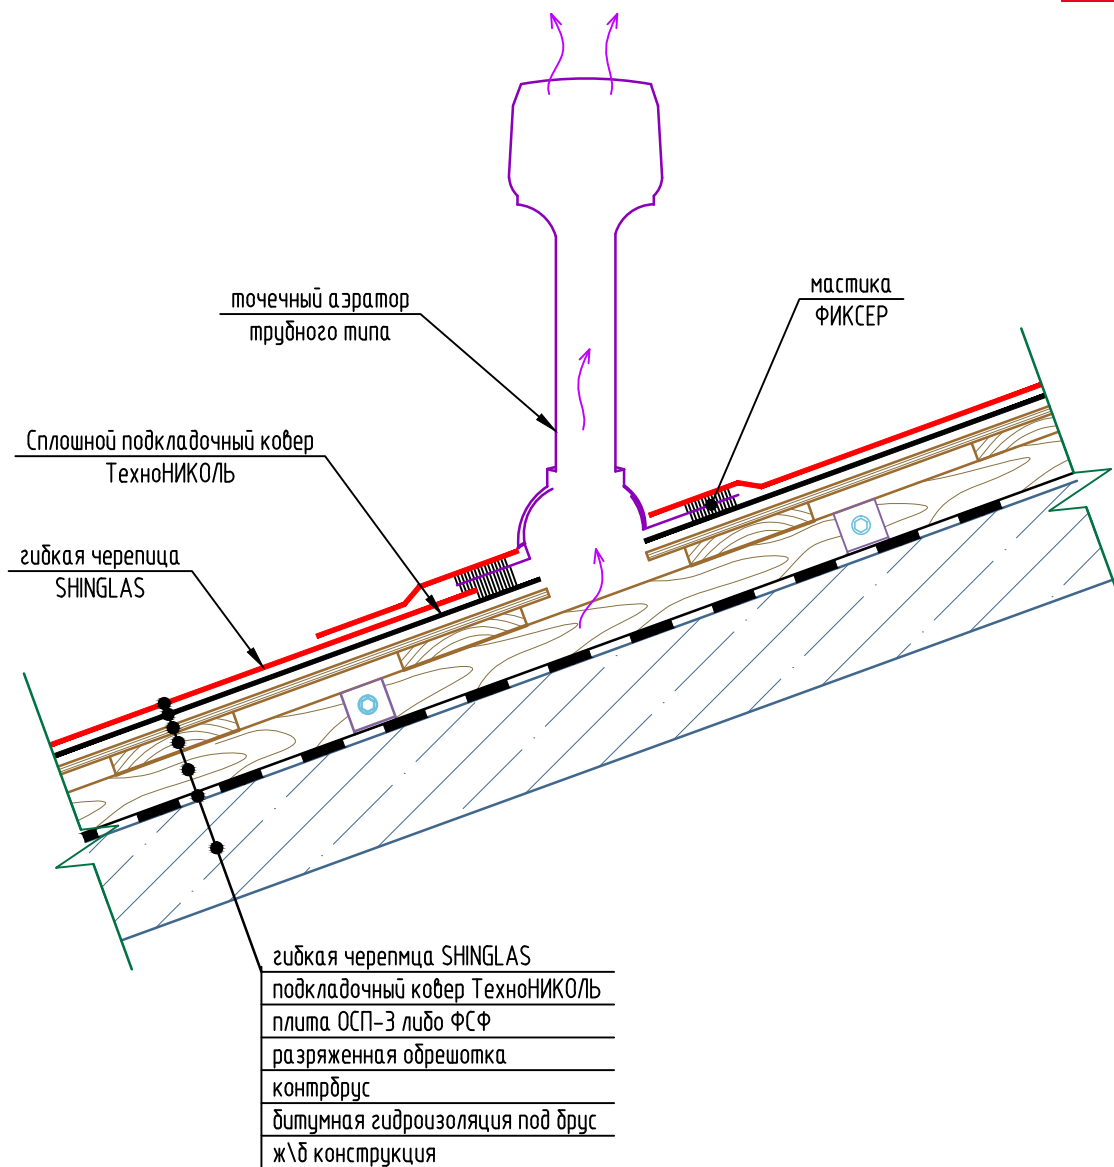 точечный аэратор
трубного типа
мастика
ФИКСЕР
Сплошной подкладочный ковер
ТехноНИКОЛЬ
гибкая черепица
SHINGLAS
гибкая черепмца SHINGLAS
подкладочный ковер ТехноНИКОЛЬ
плита ОСП-3 либо ФСФ
разряженная обрешотка
контрбрус
битумная гидроизоляция под брус
ж\б конструкция